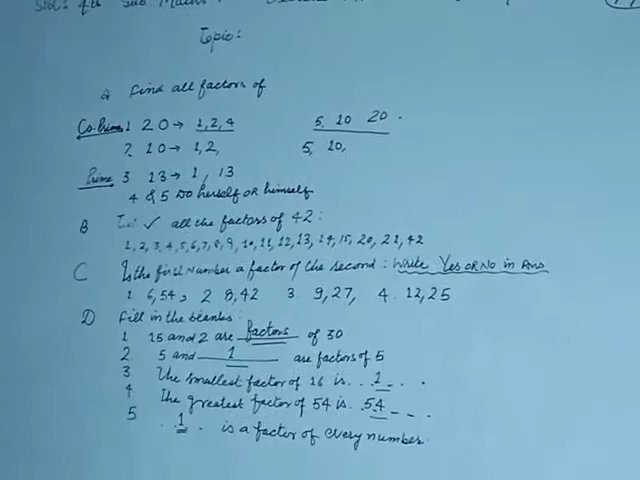 Std: 4th Sub Maths
Topic:
A Find all factors of
Co-Prime 1 20 → 1, 2, 4 5, 10 20.
2. 10 → 1, 2, 5, 10,
Prime 3 13 → 1, 13
4 & 5 Do herself OR himself
B ✓ all the factors of 42:
1, 2, 3, 4, 5, 6, 7, 8, 9, 10, 11, 12, 13, 14, 15, 20, 21, 42
C Is the first Number a factor of the second: Write Yes OR NO in Ans
1. 6,54, 2 8,42 3. 9,27, 4. 12,25
D Fill in the blanks:
1 15 and 2 are factors of 30
2. 5 and 1 are factors of 5
3 The smallest factor of 16 is ..1-..
4 The greatest factor of 54 is. .54---
5 .1. is a factor of every number.